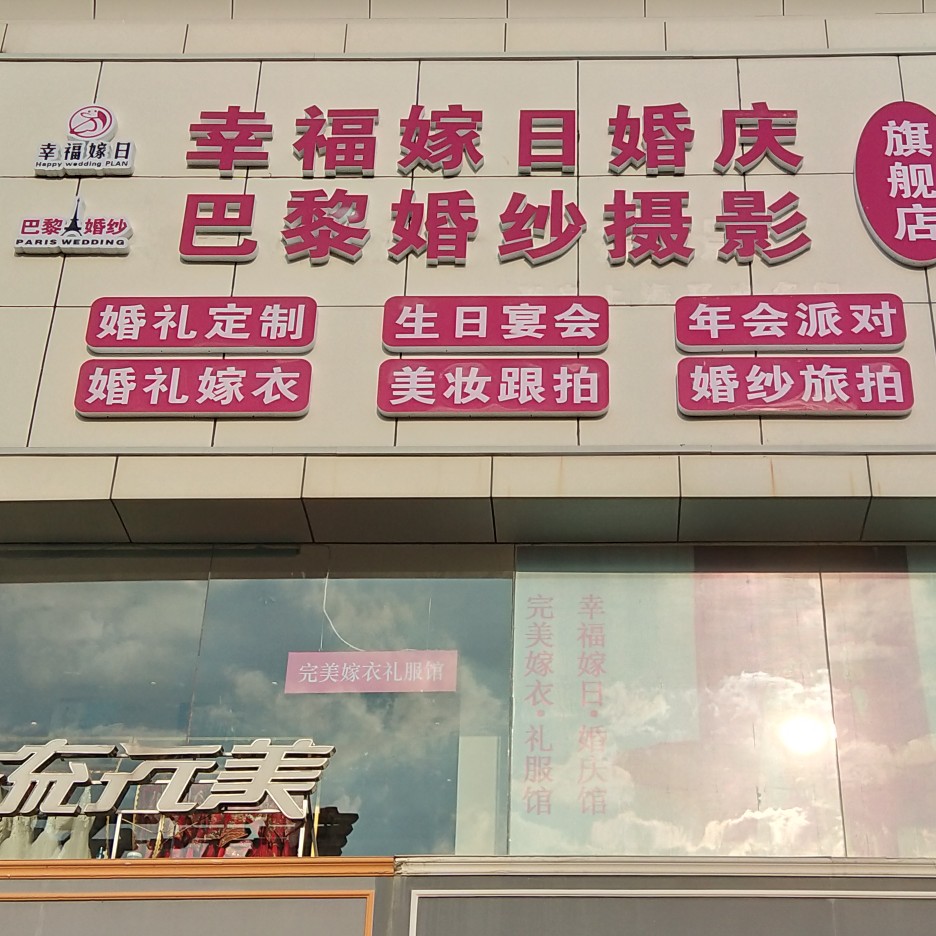 幸福嫁日
Happy wedding PLAN
巴黎婚纱
PARIS WEDDING
幸福嫁日婚庆
巴黎婚纱摄影
旗舰店
婚礼定制
生日宴会
年会派对
婚礼嫁衣
美妆跟拍
婚纱旅拍
完美嫁衣礼服馆
完美嫁衣·礼服馆
幸福嫁日·婚庆馆